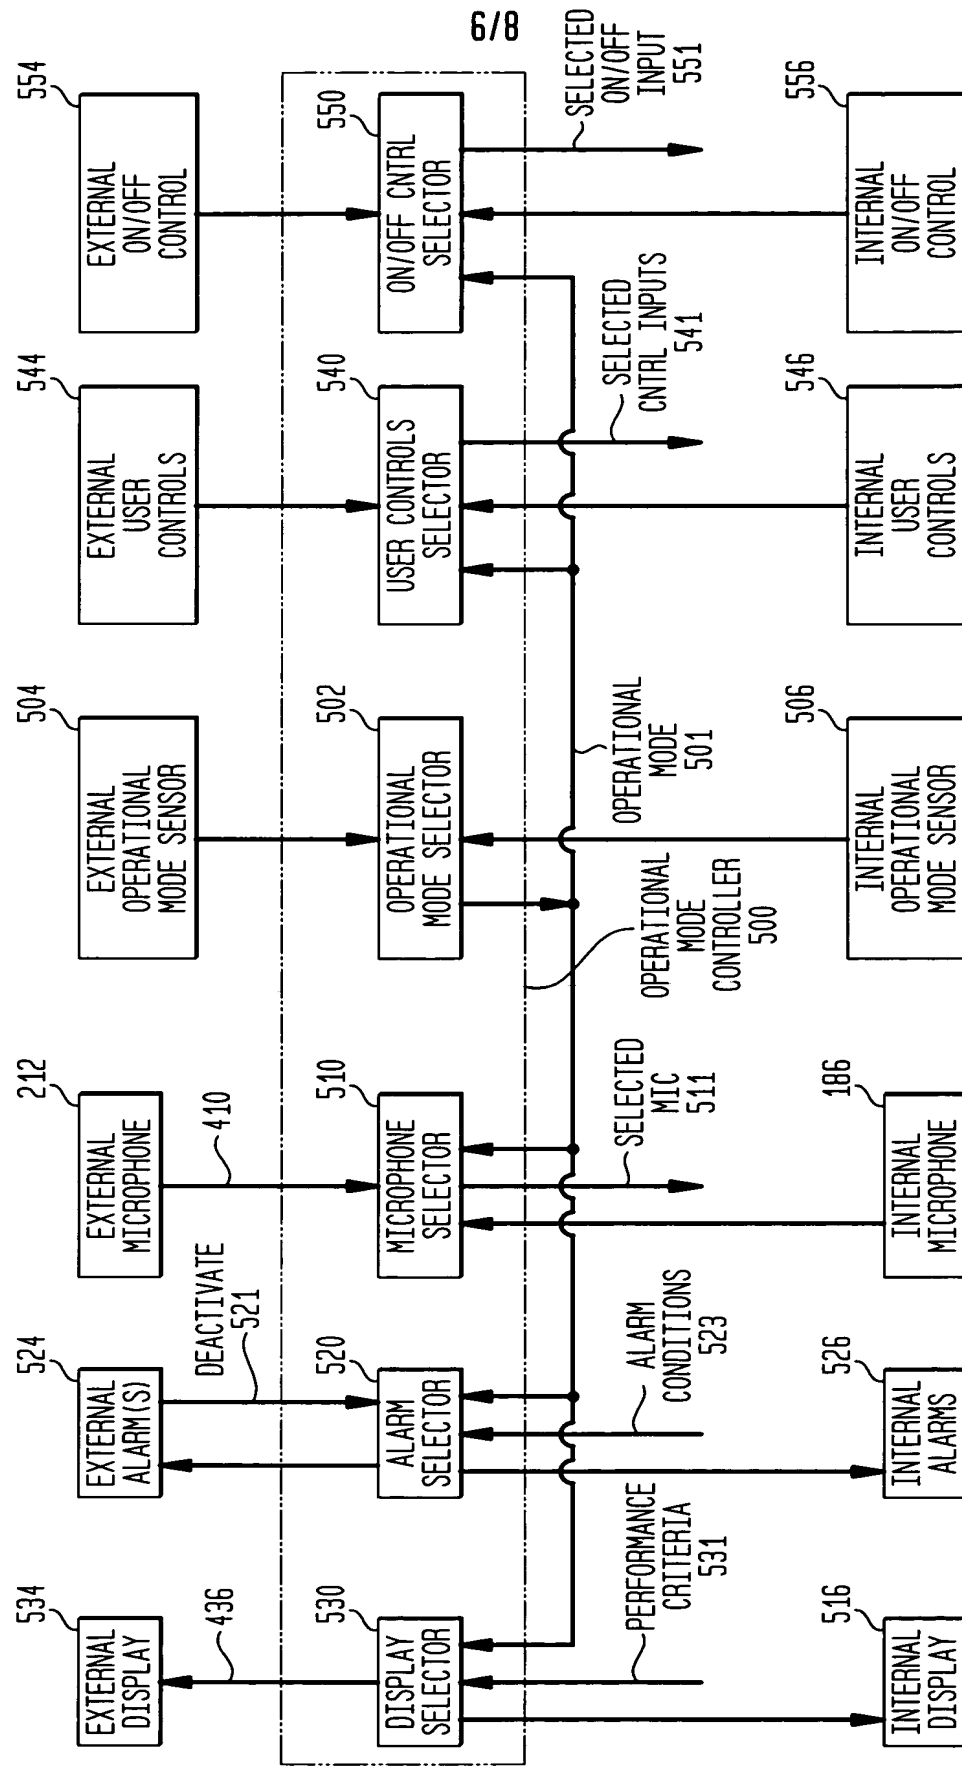 8/9
EXTERNAL
DISPLAY
534
EXTERNAL
ALARM(S)
524
EXTERNAL
MICROPHONE
212
EXTERNAL
OPERATIONAL
MODE SENSOR
504
EXTERNAL
USER
CONTROLS
544
EXTERNAL
ON/OFF
CONTROL
554
436
DEACTIVATE
521
410
DISPLAY
SELECTOR
530
ALARM
SELECTOR
520
MICROPHONE
SELECTOR
510
OPERATIONAL
MODE SELECTOR
502
USER CONTROLS
SELECTOR
540
ON/OFF CNTRL
SELECTOR
550
PERFORMANCE
CRITERIA
531
ALARM
CONDITIONS
523
SELECTED
MIC
511
OPERATIONAL
MODE
CONTROLLER
500
OPERATIONAL
MODE
501
SELECTED
CNTRL INPUTS
541
SELECTED
ON/OFF
INPUT
551
INTERNAL
DISPLAY
516
INTERNAL
ALARMS
526
INTERNAL
MICROPHONE
186
INTERNAL
OPERATIONAL
MODE SENSOR
506
INTERNAL
USER
CONTROLS
546
INTERNAL
ON/OFF
CONTROL
556